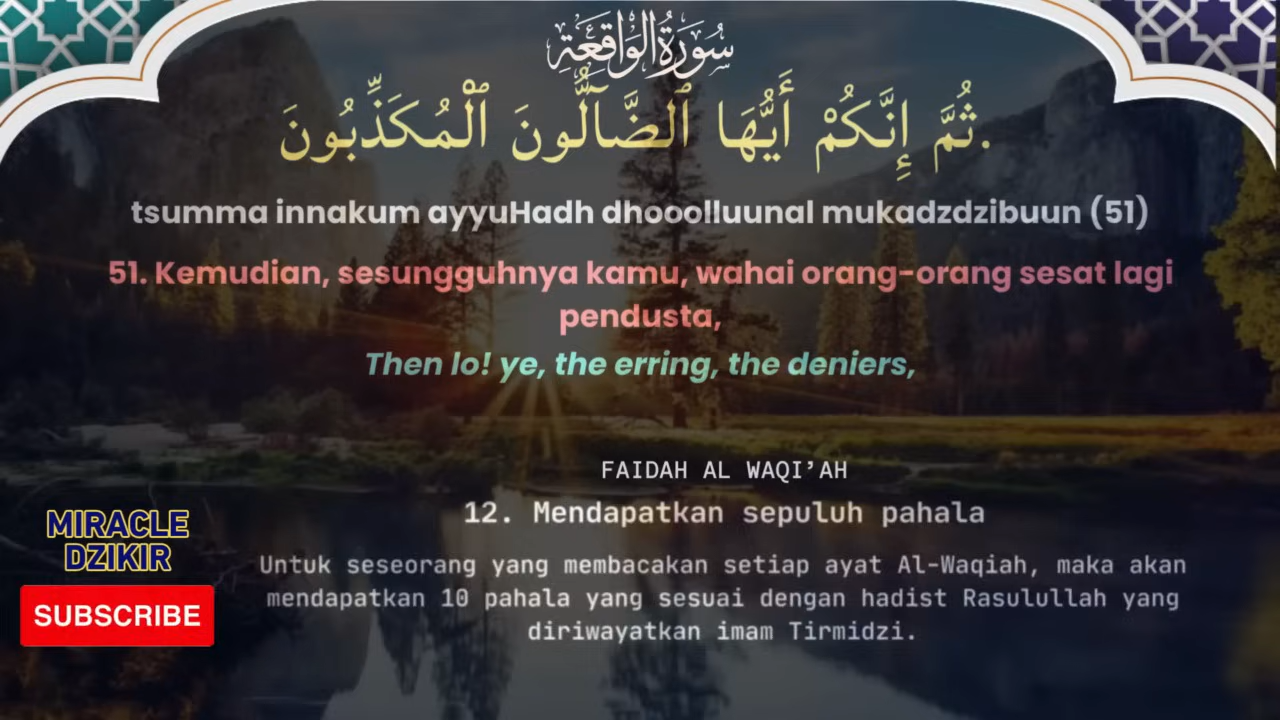 سُورَةُ الْوَاقِعَةِ
ثُمَّ إِنَّكُمْ أَيُّهَا ٱلضَّآلُّونَ ٱلْمُكَذِّبُونَ.
tsumma innakum ayyuHadh dhooolluunal mukadzdzibuun (51)
51. Kemudian, sesungguhnya kamu, wahai orang-orang sesat lagi
pendusta,
Then lo! ye, the erring, the deniers,
FAIDAH AL WAQI’AH
12. Mendapatkan sepuluh pahala
Untuk seseorang yang membacakan setiap ayat Al-Waqiah, maka akan
mendapatkan 10 pahala yang sesuai dengan hadist Rasulullah yang
diriwayatkan imam Tirmidzi.
MIRACLE
DZIKIR
SUBSCRIBE